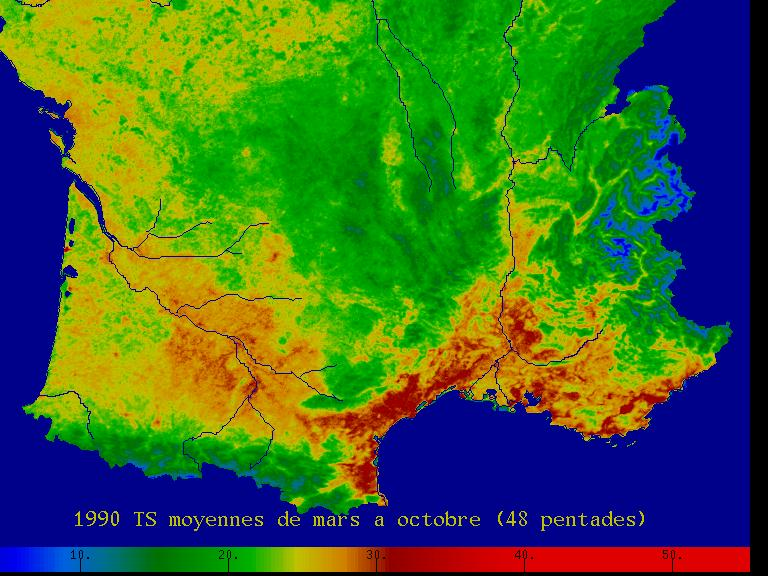 1990 TS moyennes de mars a octobre (48 pentades)
10. 20. 30. 40. 50.